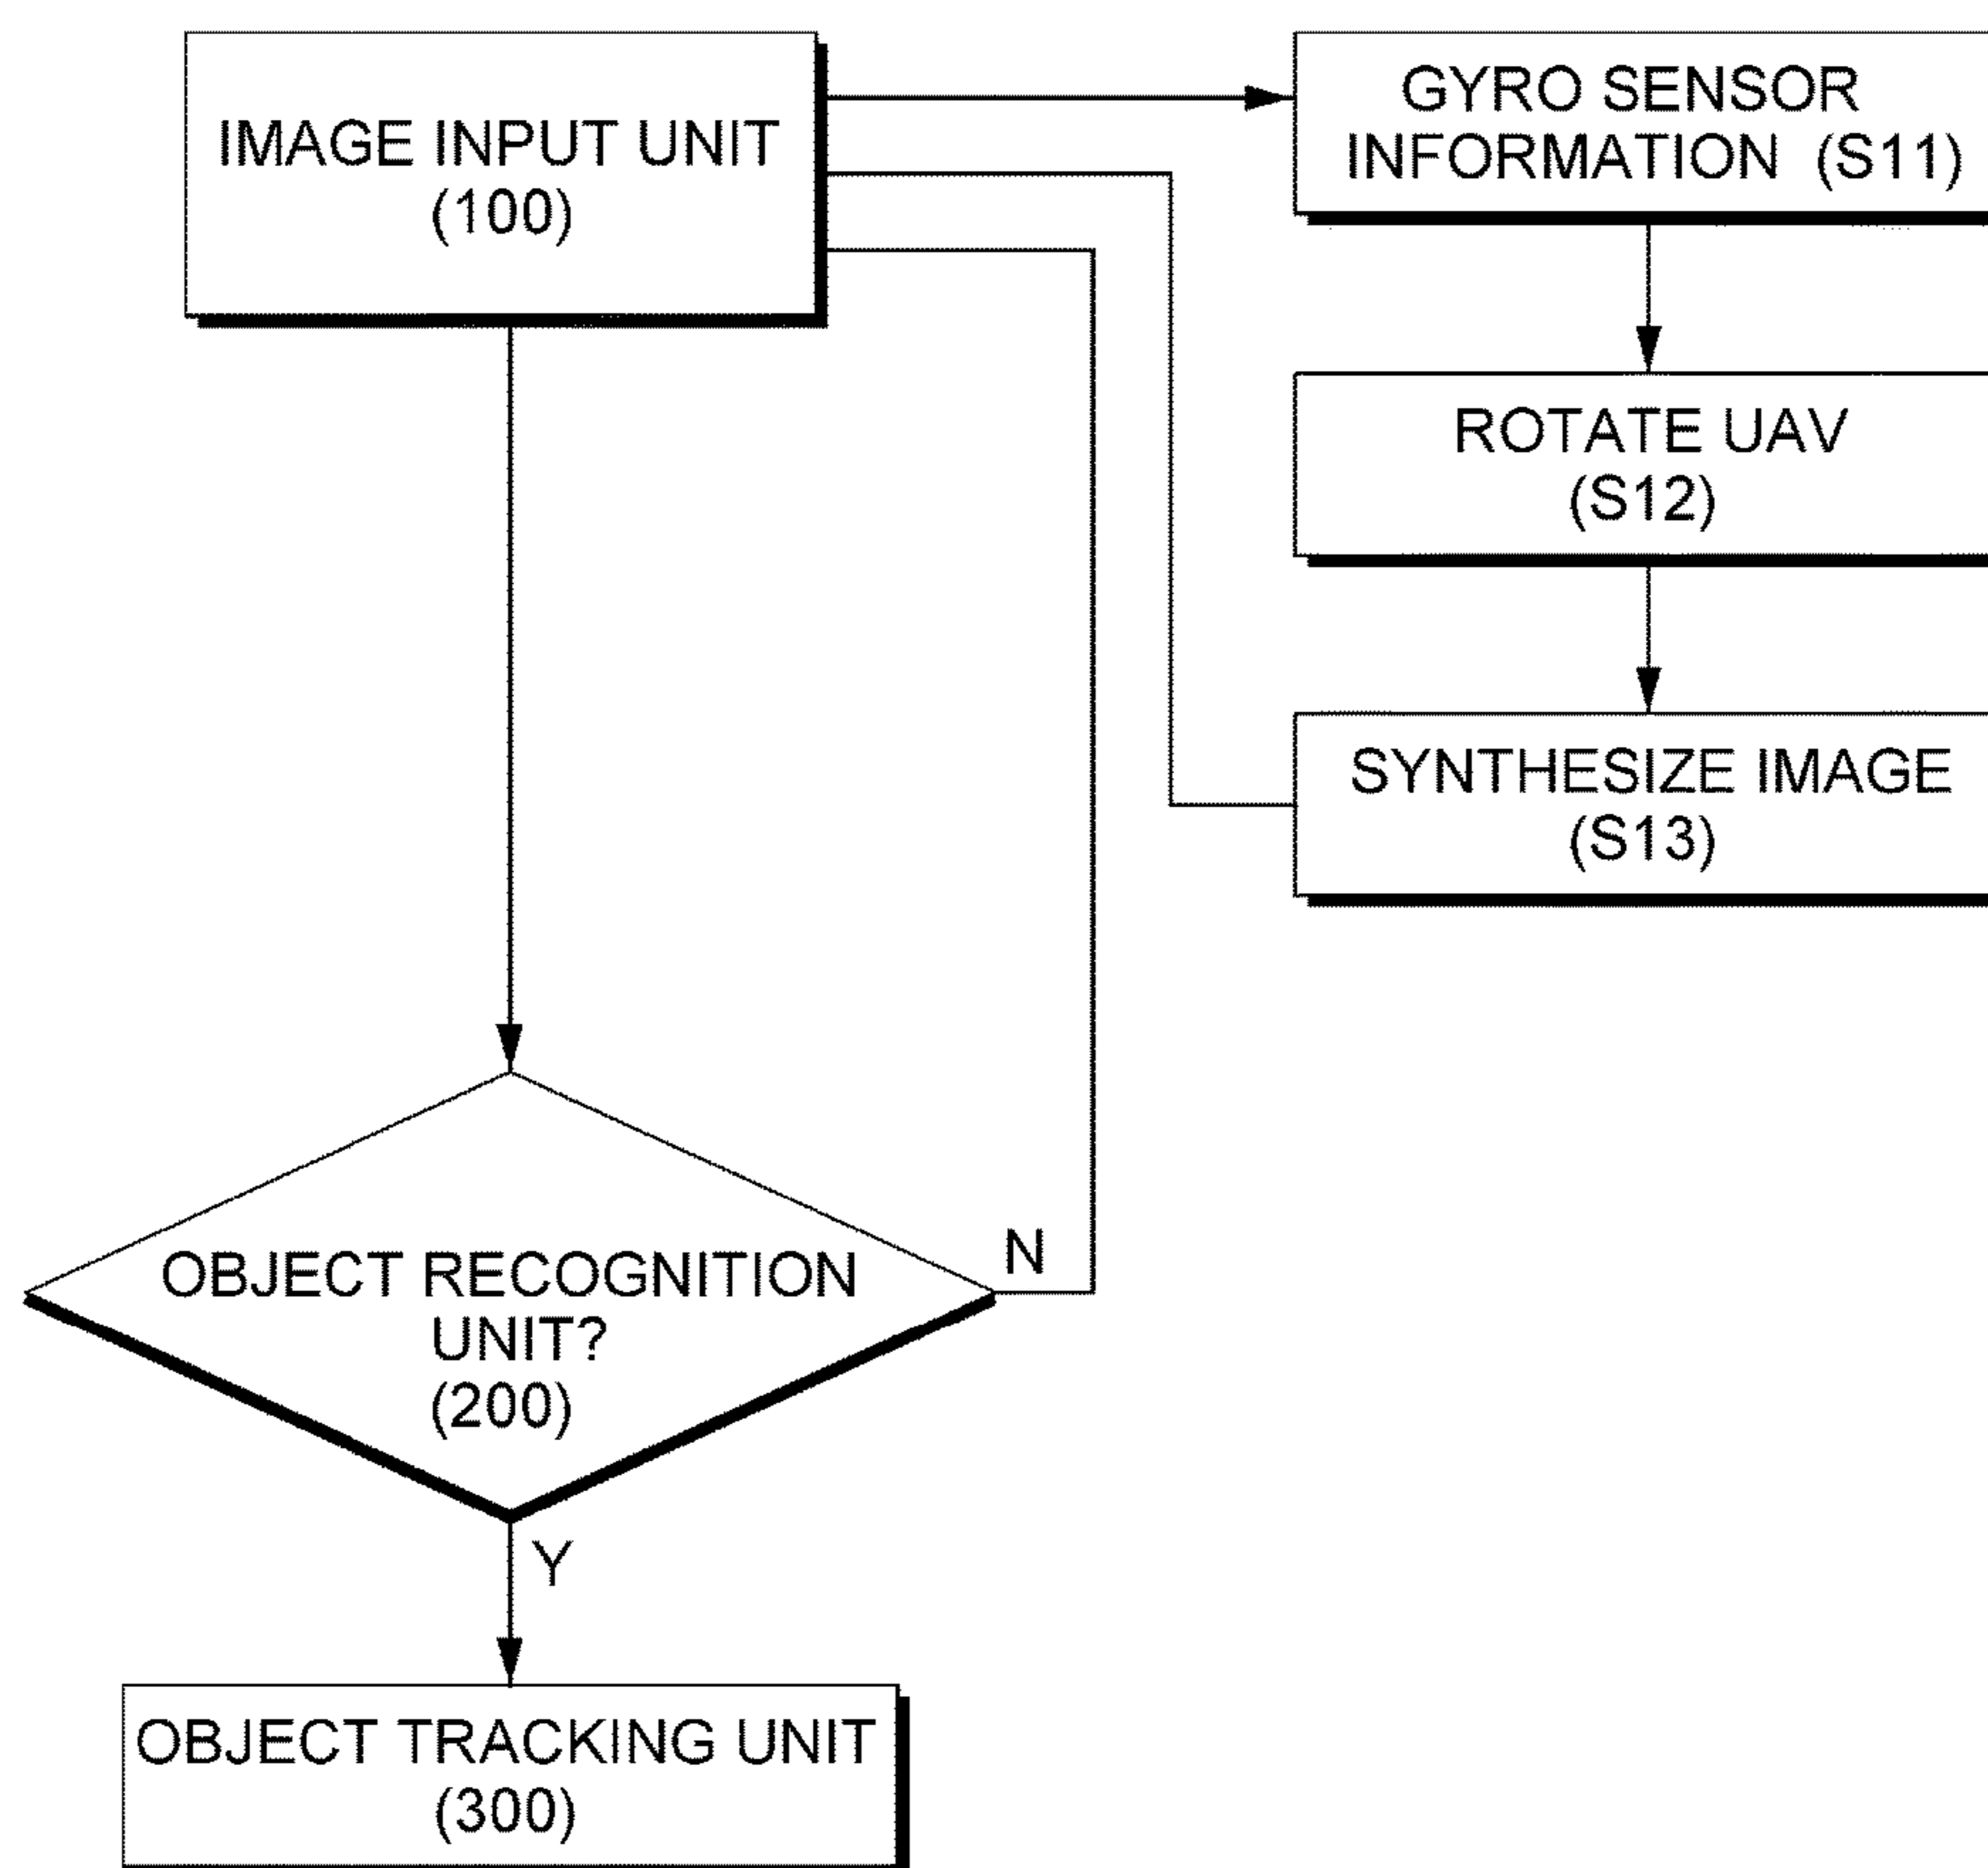 IMAGE INPUT UNIT
(100)
GYRO SENSOR
INFORMATION (S11)
ROTATE UAV
(S12)
SYNTHESIZE IMAGE
(S13)
OBJECT RECOGNITION
UNIT?
(200)
N
Y
OBJECT TRACKING UNIT
(300)